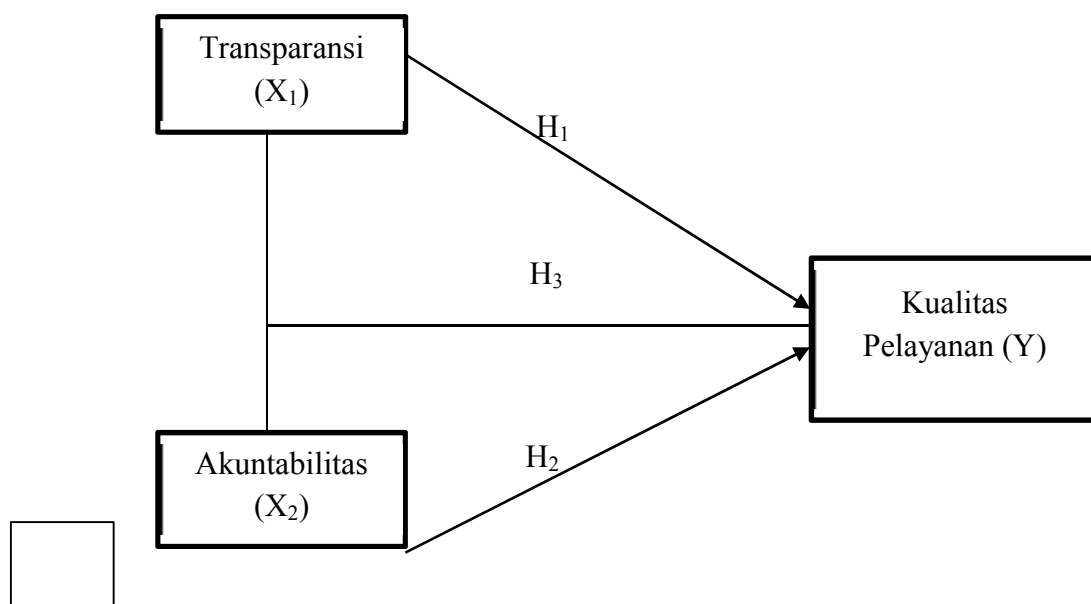 Transparansi
(X₁)
H₁
H₃
Kualitas
Pelayanan (Y)
Akuntabilitas
(X₂)
H₂